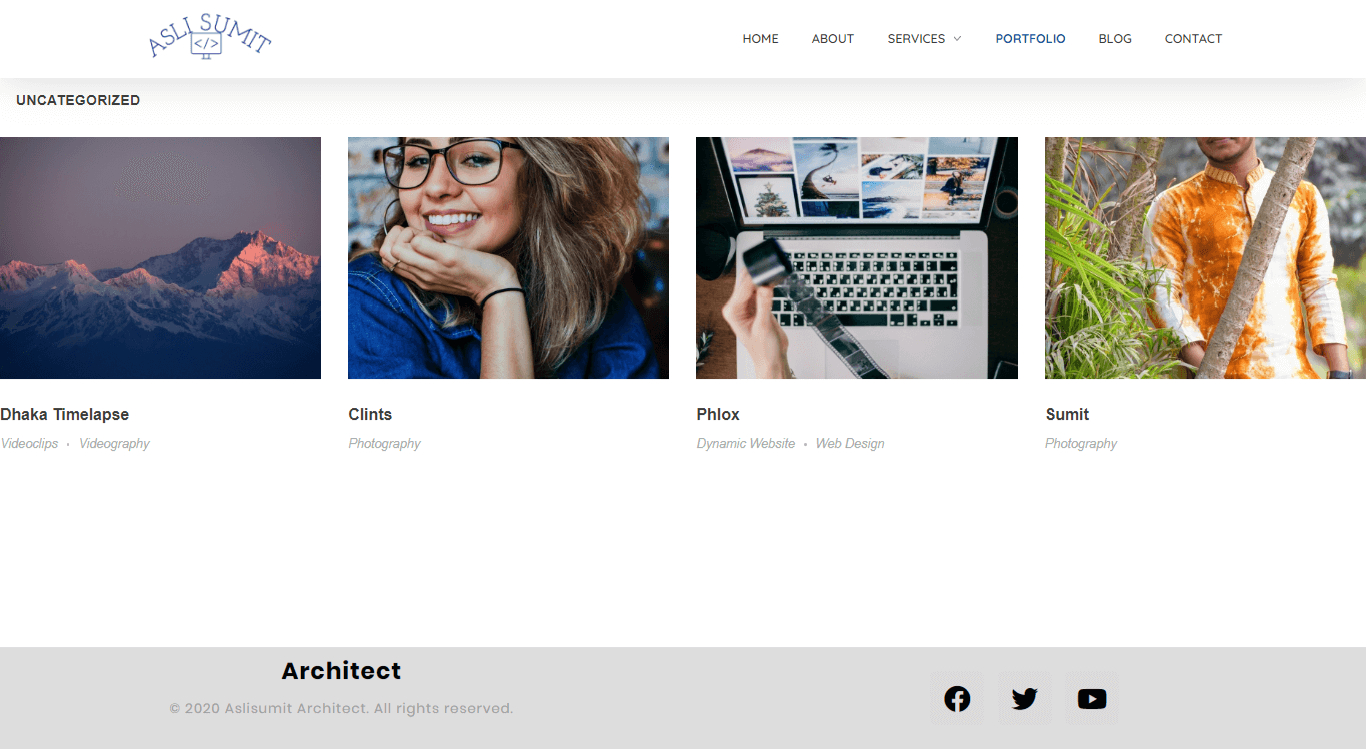 ASLI SUMIT
</>
HOME ABOUT SERVICES PORTFOLIO BLOG CONTACT
UNCATEGORIZED
Dhaka Timelapse
Videoclips • Videography
Clints
Photography
Phlox
Dynamic Website • Web Design
Sumit
Photography
Architect
© 2020 Aslisumit Architect. All rights reserved.